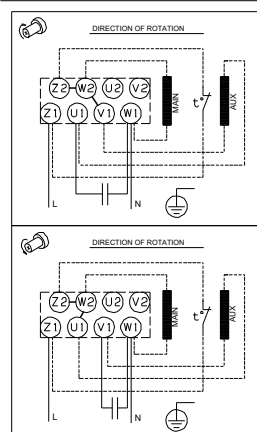 DIRECTION OF ROTATION
Z2 W2 U2 V2
Z1 U1 V1 W1
MAIN
t°
AUX
L N
DIRECTION OF ROTATION
Z2 W2 U2 V2
Z1 U1 V1 W1
MAIN
t°
AUX
L N